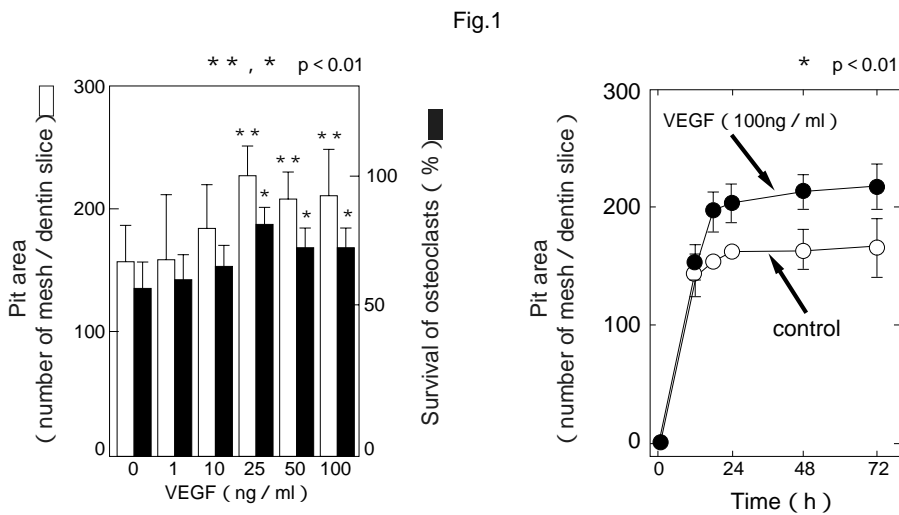 Fig.1
* * , * p < 0.01
300
200
100
0
Pit area
( number of mesh / dentin slice )
* *
*
* *
*
* *
*
100
50
0
Survival of osteoclasts ( % )
0 1 10 25 50 100
VEGF ( ng / ml )
* p < 0.01
300
200
100
0
Pit area
( number of mesh / dentin slice )
VEGF ( 100ng / ml )
control
0 24 48 72
Time ( h )